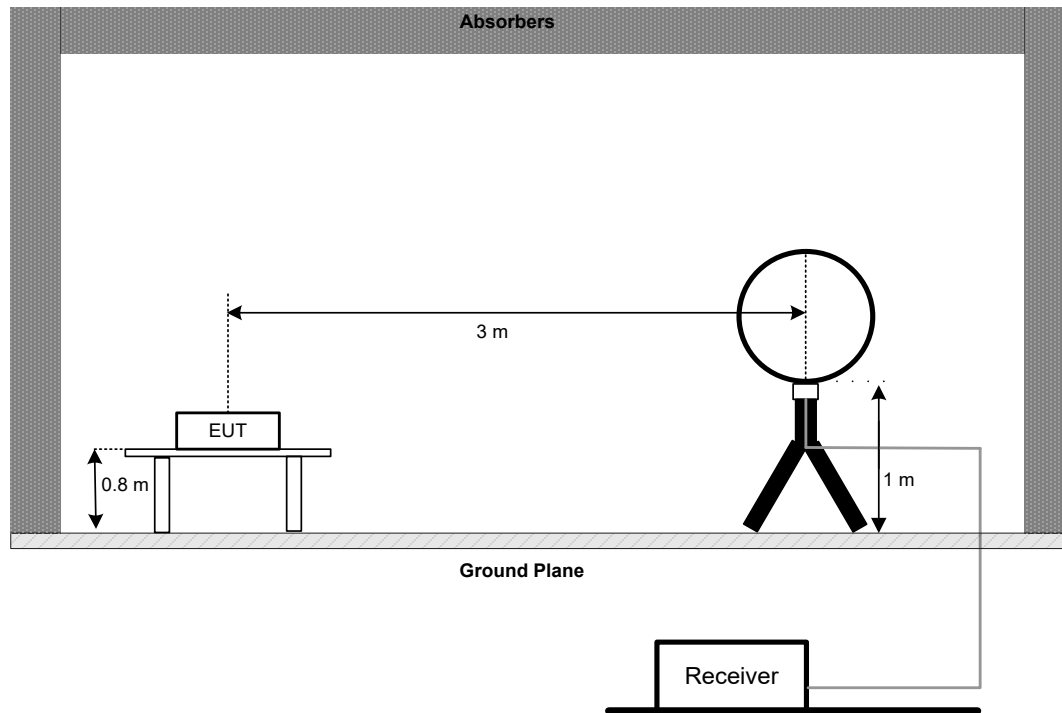 Absorbers
3 m
EUT
0.8 m
1 m
Ground Plane
Receiver